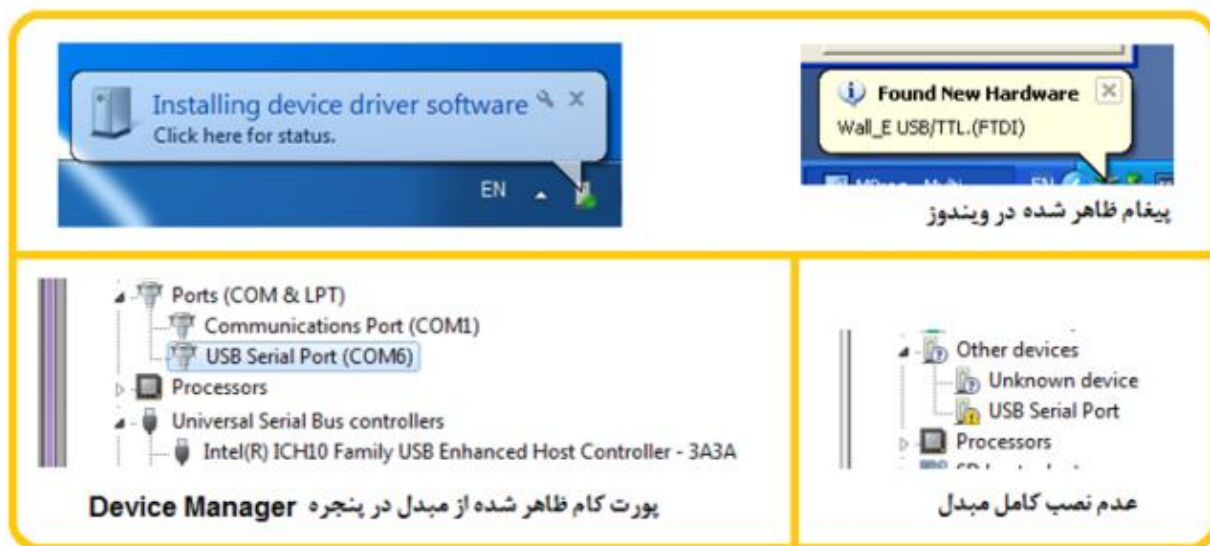 Installing device driver software
Click here for status.
EN
Found New Hardware
Wall_E USB/TTL.(FTDI)
پیغام ظاهر شده در ویندوز
Ports (COM & LPT)
Communications Port (COM1)
USB Serial Port (COM6)
Processors
Universal Serial Bus controllers
Intel(R) ICH10 Family USB Enhanced Host Controller - 3A3A
پورت کام ظاهر شده از مبدل در پنجره Device Manager
Other devices
Unknown device
USB Serial Port
Processors
عدم نصب کامل مبدل